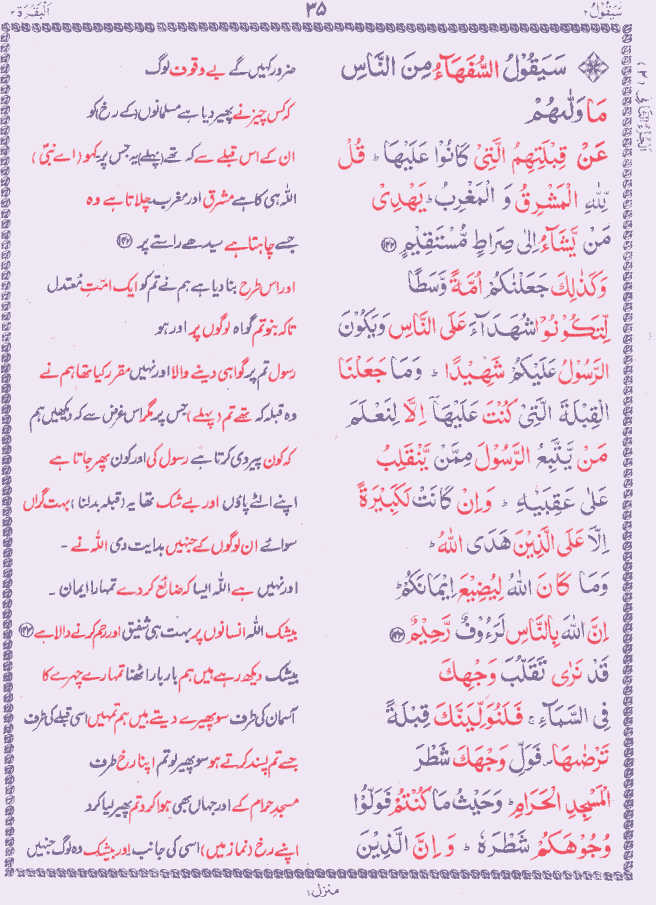 سَيَقُوْلُ ٢ ٣٥ اَلْبَقَرَة ٢
سَيَقُوْلُ السُّفَهَآءُ مِنَ النَّاسِ ضرور کہیں گے بے وقوف لوگ
مَا وَلّٰىهُمْ کہ کس چیز نے پھیر دیا ہے مسلمانوں (کے رخ) کو
عَنْ قِبْلَتِهِمُ الَّتِيْ كَانُوْا عَلَيْهَا ؕ قُلْ ان کے اس قبلے سے کہ تھے (پہلے) یہ جس پر، کہو (اے نبی)
لِّلّٰهِ الْمَشْرِقُ وَ الْمَغْرِبُ ؕ يَهْدِيْ اللہ ہی کا ہے مشرق اور مغرب، چلاتا ہے وہ
مَنْ يَّشَآءُ اِلٰى صِرَاطٍ مُّسْتَقِيْمٍ ﴿۱۴۲﴾ جسے چاہتا ہے سیدھے راستے پر ﴿۱۴۲﴾
وَكَذٰلِكَ جَعَلْنٰكُمْ اُمَّةً وَّسَطًا اور اس طرح بنا دیا ہے ہم نے تم کو ایک امّتِ مُعتدل
لِّتَكُوْنُوْا شُهَدَآءَ عَلَى النَّاسِ وَيَكُوْنَ تاکہ بنو تم گواہ لوگوں پر اور ہو
الرَّسُوْلُ عَلَيْكُمْ شَهِيْدًا ؕ وَمَا جَعَلْنَا رسول تم پر گواہی دینے والا اور نہیں مقرر کیا تھا ہم نے
الْقِبْلَةَ الَّتِيْ كُنْتَ عَلَيْهَآ اِلَّا لِنَعْلَمَ وہ قبلہ کہ تھے تم (پہلے) جس پر مگر اس غرض سے کہ دیکھیں ہم
مَنْ يَّتَّبِعُ الرَّسُوْلَ مِمَّنْ يَّنْقَلِبُ کہ کون پیروی کرتا ہے رسول کی اور کون پھر جاتا ہے
عَلٰى عَقِبَيْهِ ؕ وَاِنْ كَانَتْ لَكَبِيْرَةً اپنے الٹے پاؤں اور بے شک تھا یہ (قبلہ بدلنا) بہت گراں
اِلَّا عَلَى الَّذِيْنَ هَدَى اللّٰهُ ؕ سوائے ان لوگوں کے جنہیں ہدایت دی اللہ نے ۔
وَمَا كَانَ اللّٰهُ لِيُضِيْعَ اِيْمَانَكُمْ ؕ اور نہیں ہے اللہ ایسا کہ ضائع کر دے تمہارا ایمان ۔
اِنَّ اللّٰهَ بِالنَّاسِ لَرَءُوْفٌ رَّحِيْمٌ ﴿۱۴۳﴾ بیشک اللہ انسانوں پر بہت ہی شفیق اور رحم کرنے والا ہے ﴿۱۴۳﴾
قَدْ نَرٰى تَقَلُّبَ وَجْهِكَ بیشک دیکھ رہے ہیں ہم بار بار اٹھنا تمہارے چہرے کا
فِي السَّمَآءِ ۚ فَلَنُوَلِّيَنَّكَ قِبْلَةً آسمان کی طرف سو پھیرے دیتے ہیں ہم تمہیں اسی قبلے کی طرف
تَرْضٰىهَا ۪ فَوَلِّ وَجْهَكَ شَطْرَ جسے تم پسند کرتے ہو سو پھیر لو تم اپنا رخ طرف
الْمَسْجِدِ الْحَرَامِ ؕ وَحَيْثُ مَا كُنْتُمْ فَوَلُّوْا مسجدِ حرام کے اور جہاں بھی ہوا کرو تم پھیر لیا کرو
وُجُوْهَكُمْ شَطْرَهٗ ؕ وَ اِنَّ الَّذِيْنَ اپنے رخ (نماز میں) اسی کی جانب اور بیشک وہ لوگ جنہیں
منزل ۱